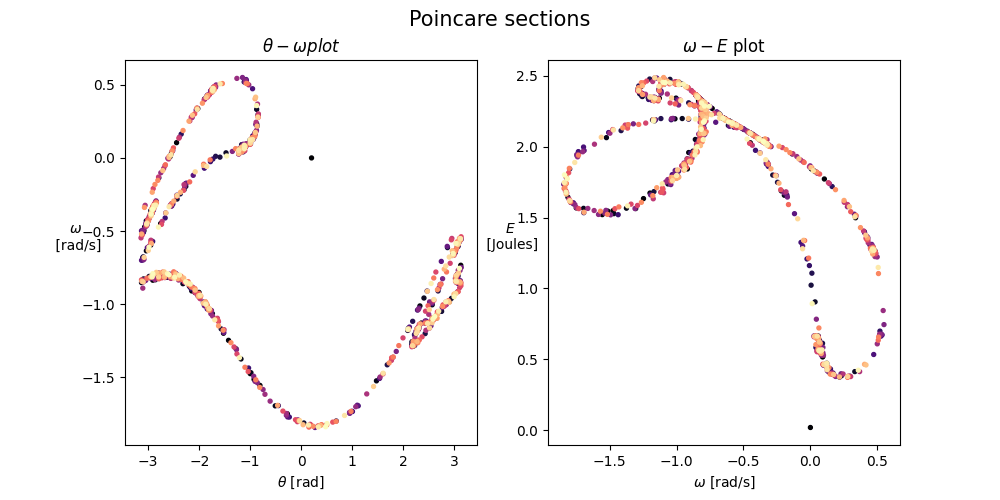 Poincare sections
θ − ωplot
0.5
0.0
−0.5
−1.0
−1.5
ω
[rad/s]
−3 −2 −1 0 1 2 3
θ [rad]
ω − E plot
2.5
2.0
1.5
1.0
0.5
0.0
E
[Joules]
−1.5 −1.0 −0.5 0.0 0.5
ω [rad/s]